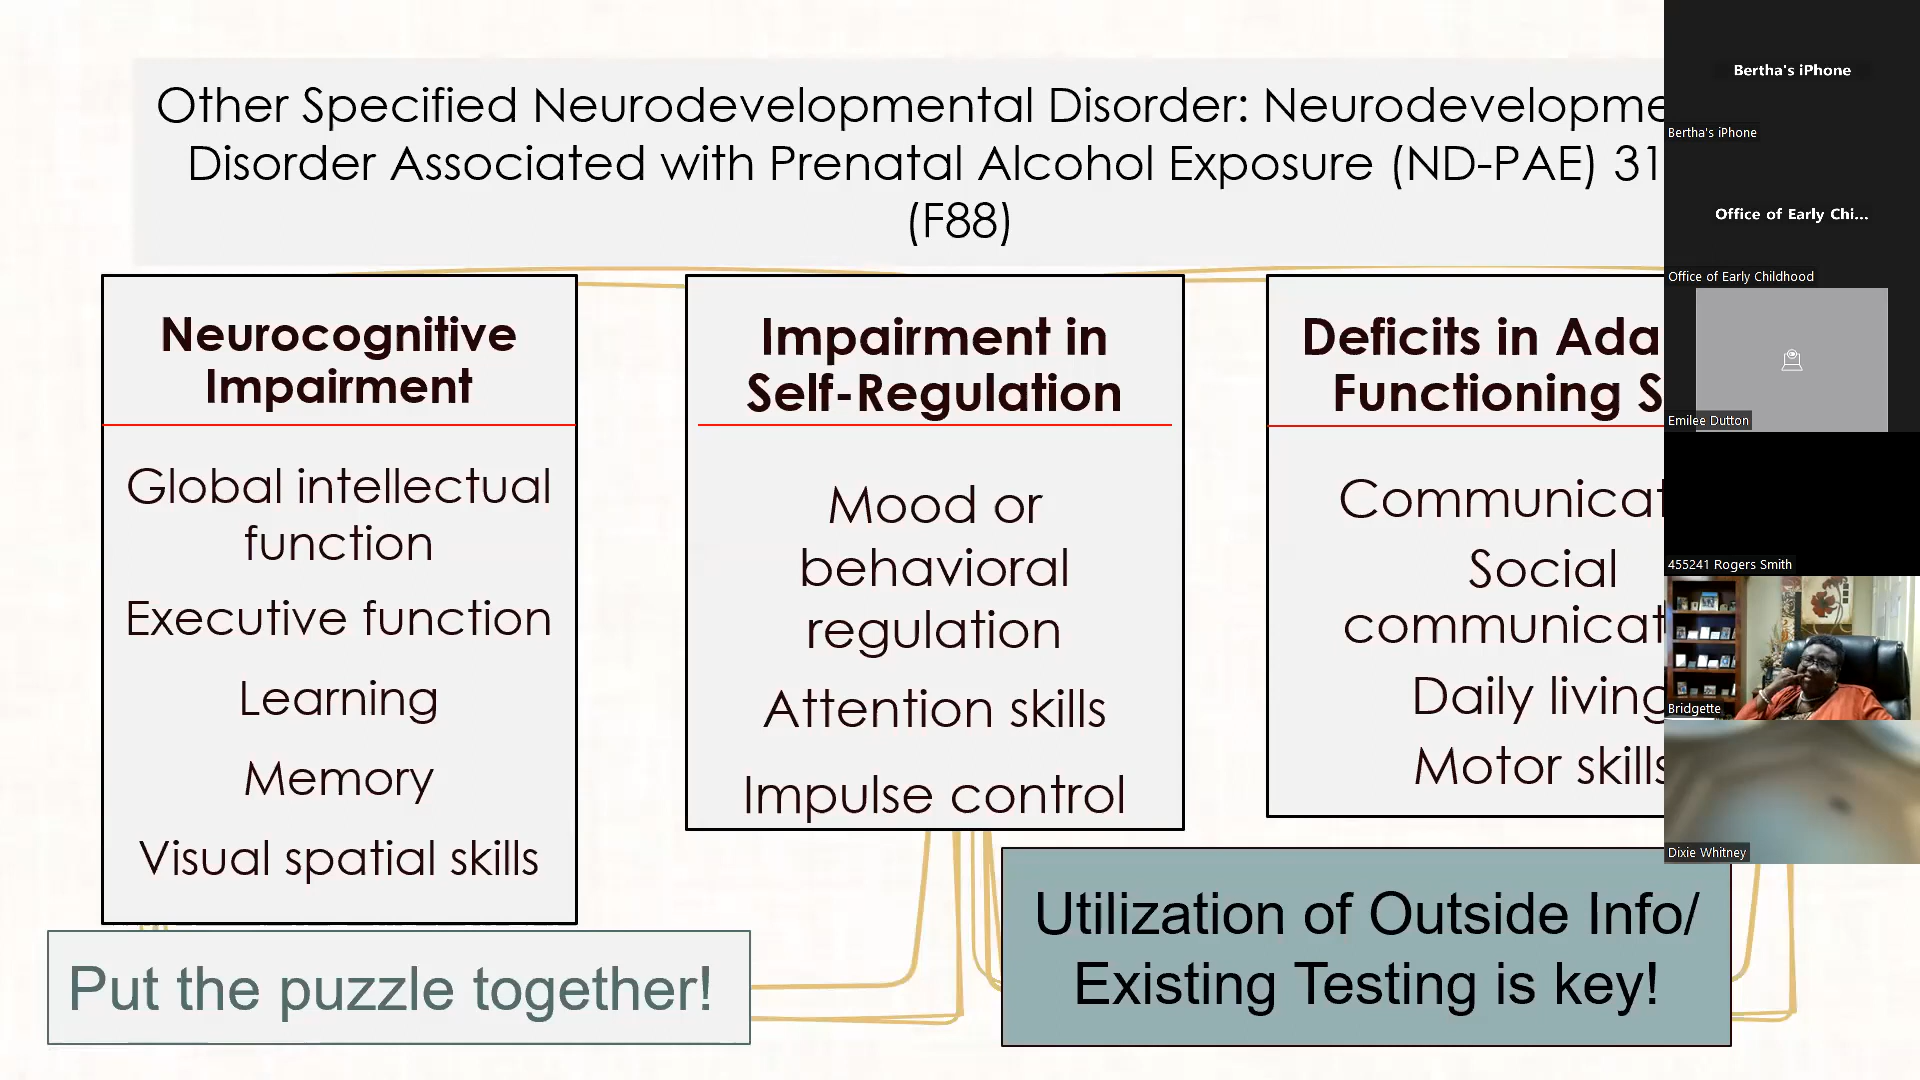 Other Specified Neurodevelopmental Disorder: Neurodevelopme
Disorder Associated with Prenatal Alcohol Exposure (ND-PAE) 31
(F88)
Neurocognitive
Impairment
Global intellectual
function
Executive function
Learning
Memory
Visual spatial skills
Impairment in
Self-Regulation
Mood or
behavioral
regulation
Attention skills
Impulse control
Deficits in Ada
Functioning S
Communicat
Social
communicat
Daily living
Motor skills
Put the puzzle together!
Utilization of Outside Info/
Existing Testing is key!
Bertha's iPhone
Bertha's iPhone
Office of Early Chi...
Office of Early Childhood
Emilee Dutton
455241 Rogers Smith
Bridgette
Dixie Whitney